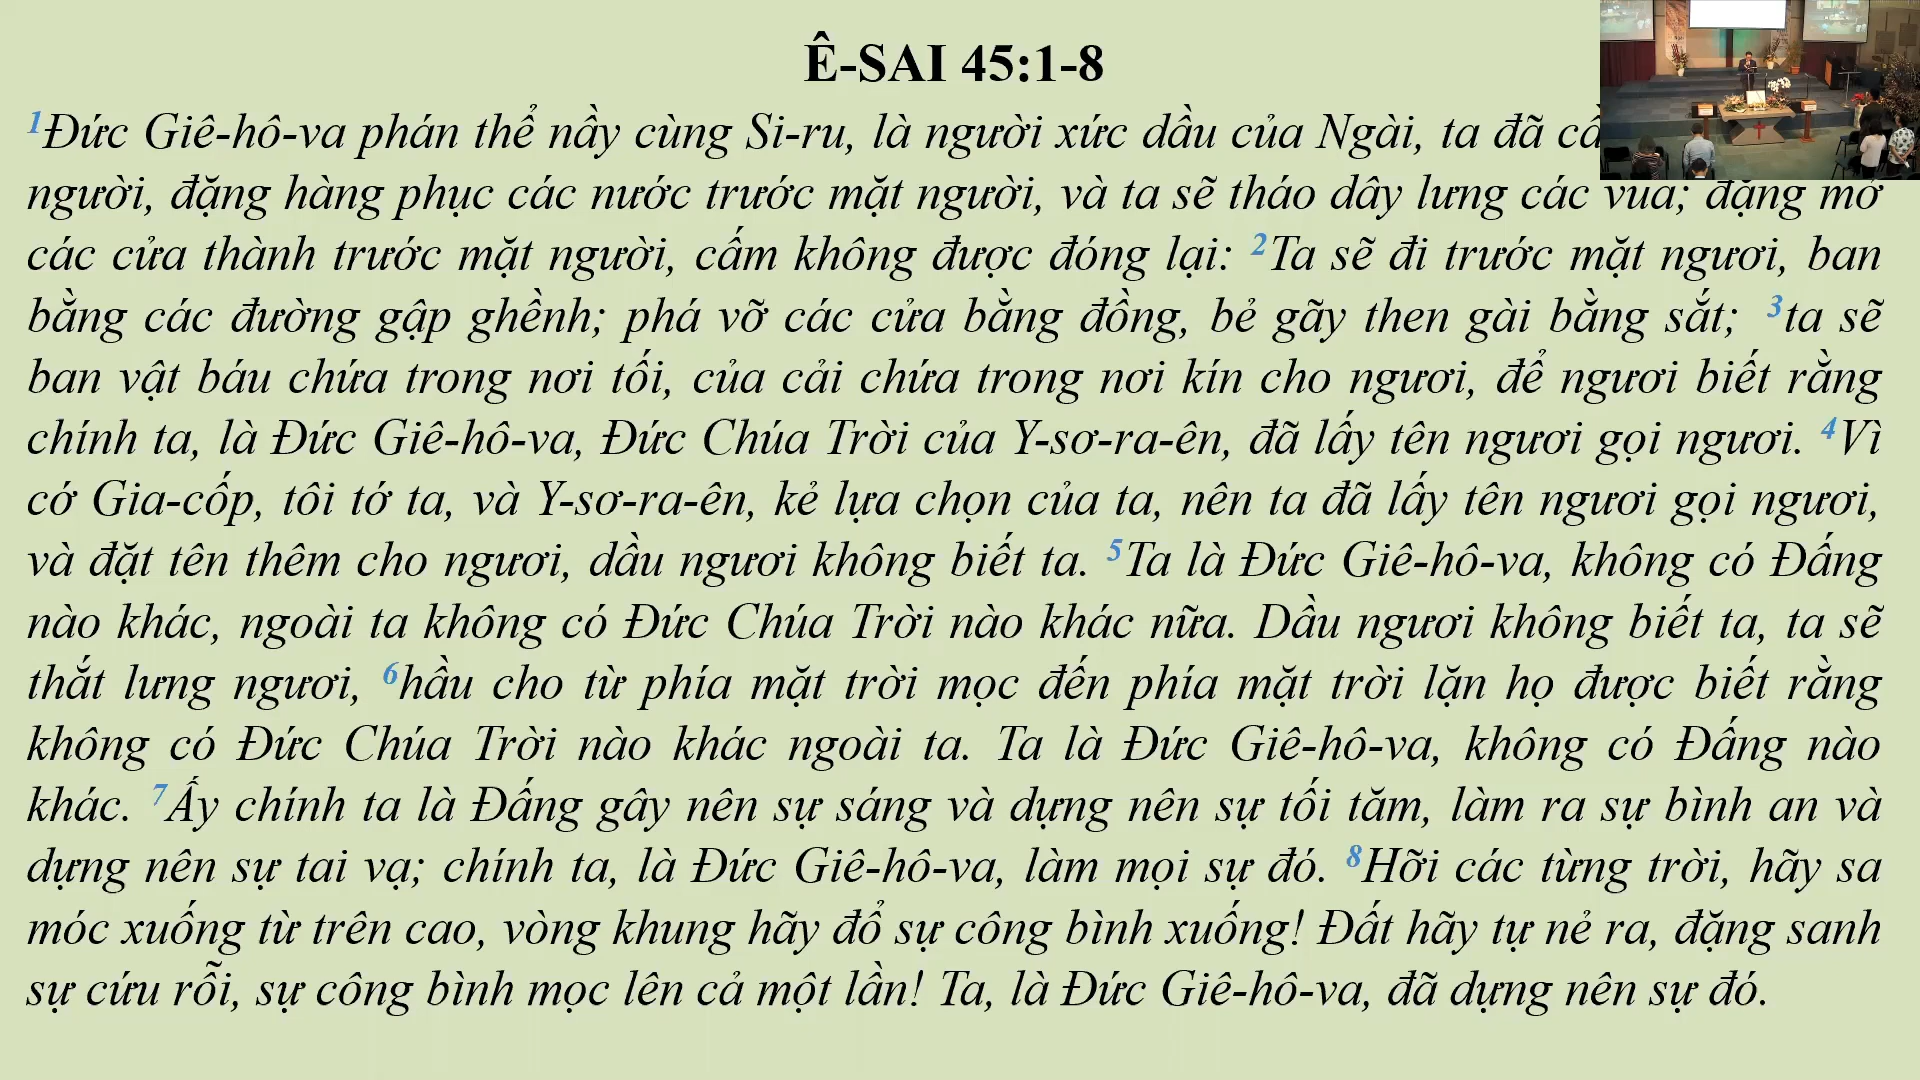 Ê-SAI 45:1-8
1Đức Giê-hô-va phán thể nầy cùng Si-ru, là người xức dầu của Ngài, ta đã
người, đặng hàng phục các nước trước mặt người, và ta sẽ tháo dây lưng các vua; đặng mở
các cửa thành trước mặt người, cấm không được đóng lại: 2Ta sẽ đi trước mặt ngươi, ban
bằng các đường gập ghềnh; phá vỡ các cửa bằng đồng, bẻ gãy then gài bằng sắt; 3ta sẽ
ban vật báu chứa trong nơi tối, của cải chứa trong nơi kín cho ngươi, để ngươi biết rằng
chính ta, là Đức Giê-hô-va, Đức Chúa Trời của Y-sơ-ra-ên, đã lấy tên ngươi gọi ngươi. 4Vì
cớ Gia-cốp, tôi tớ ta, và Y-sơ-ra-ên, kẻ lựa chọn của ta, nên ta đã lấy tên ngươi gọi ngươi,
và đặt tên thêm cho ngươi, dầu ngươi không biết ta. 5Ta là Đức Giê-hô-va, không có Đấng
nào khác, ngoài ta không có Đức Chúa Trời nào khác nữa. Dầu ngươi không biết ta, ta sẽ
thắt lưng ngươi, 6hầu cho từ phía mặt trời mọc đến phía mặt trời lặn họ được biết rằng
không có Đức Chúa Trời nào khác ngoài ta. Ta là Đức Giê-hô-va, không có Đấng nào
khác. 7Ấy chính ta là Đấng gây nên sự sáng và dựng nên sự tối tăm, làm ra sự bình an và
dựng nên sự tai vạ; chính ta, là Đức Giê-hô-va, làm mọi sự đó. 8Hỡi các từng trời, hãy sa
móc xuống từ trên cao, vòng khung hãy đổ sự công bình xuống! Đất hãy tự nẻ ra, đặng sanh
sự cứu rỗi, sự công bình mọc lên cả một lần! Ta, là Đức Giê-hô-va, đã dựng nên sự đó.